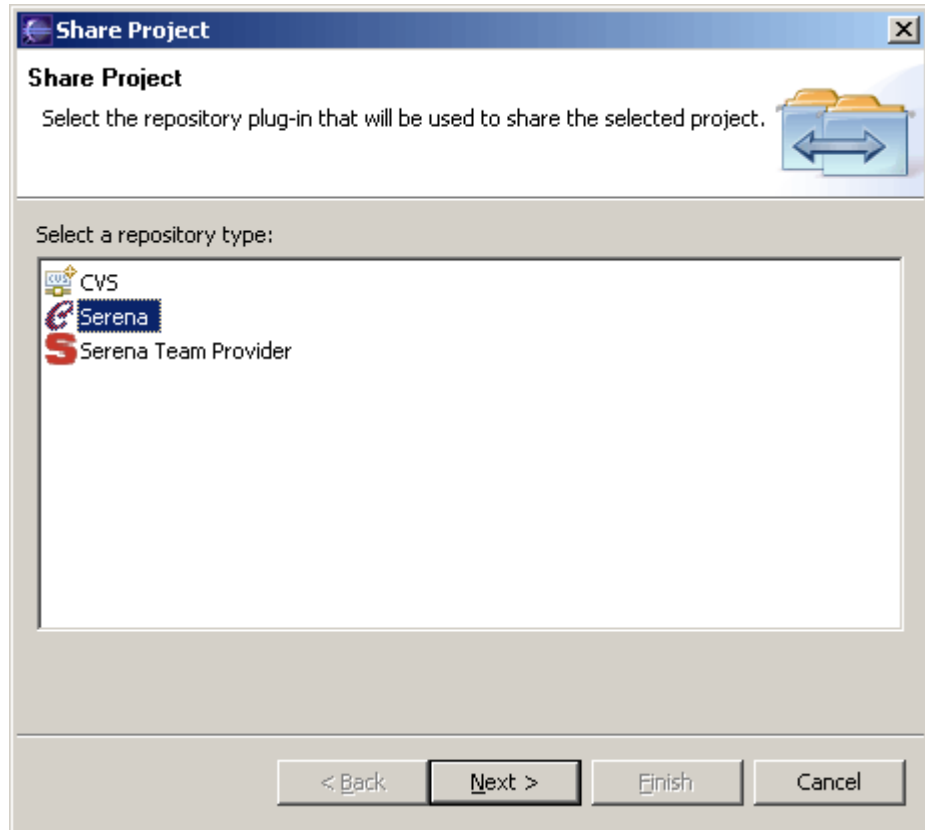 Share Project
Share Project
Select the repository plug-in that will be used to share the selected project.
Select a repository type:
CVS
Serena
Serena Team Provider
< Back Next > Finish Cancel